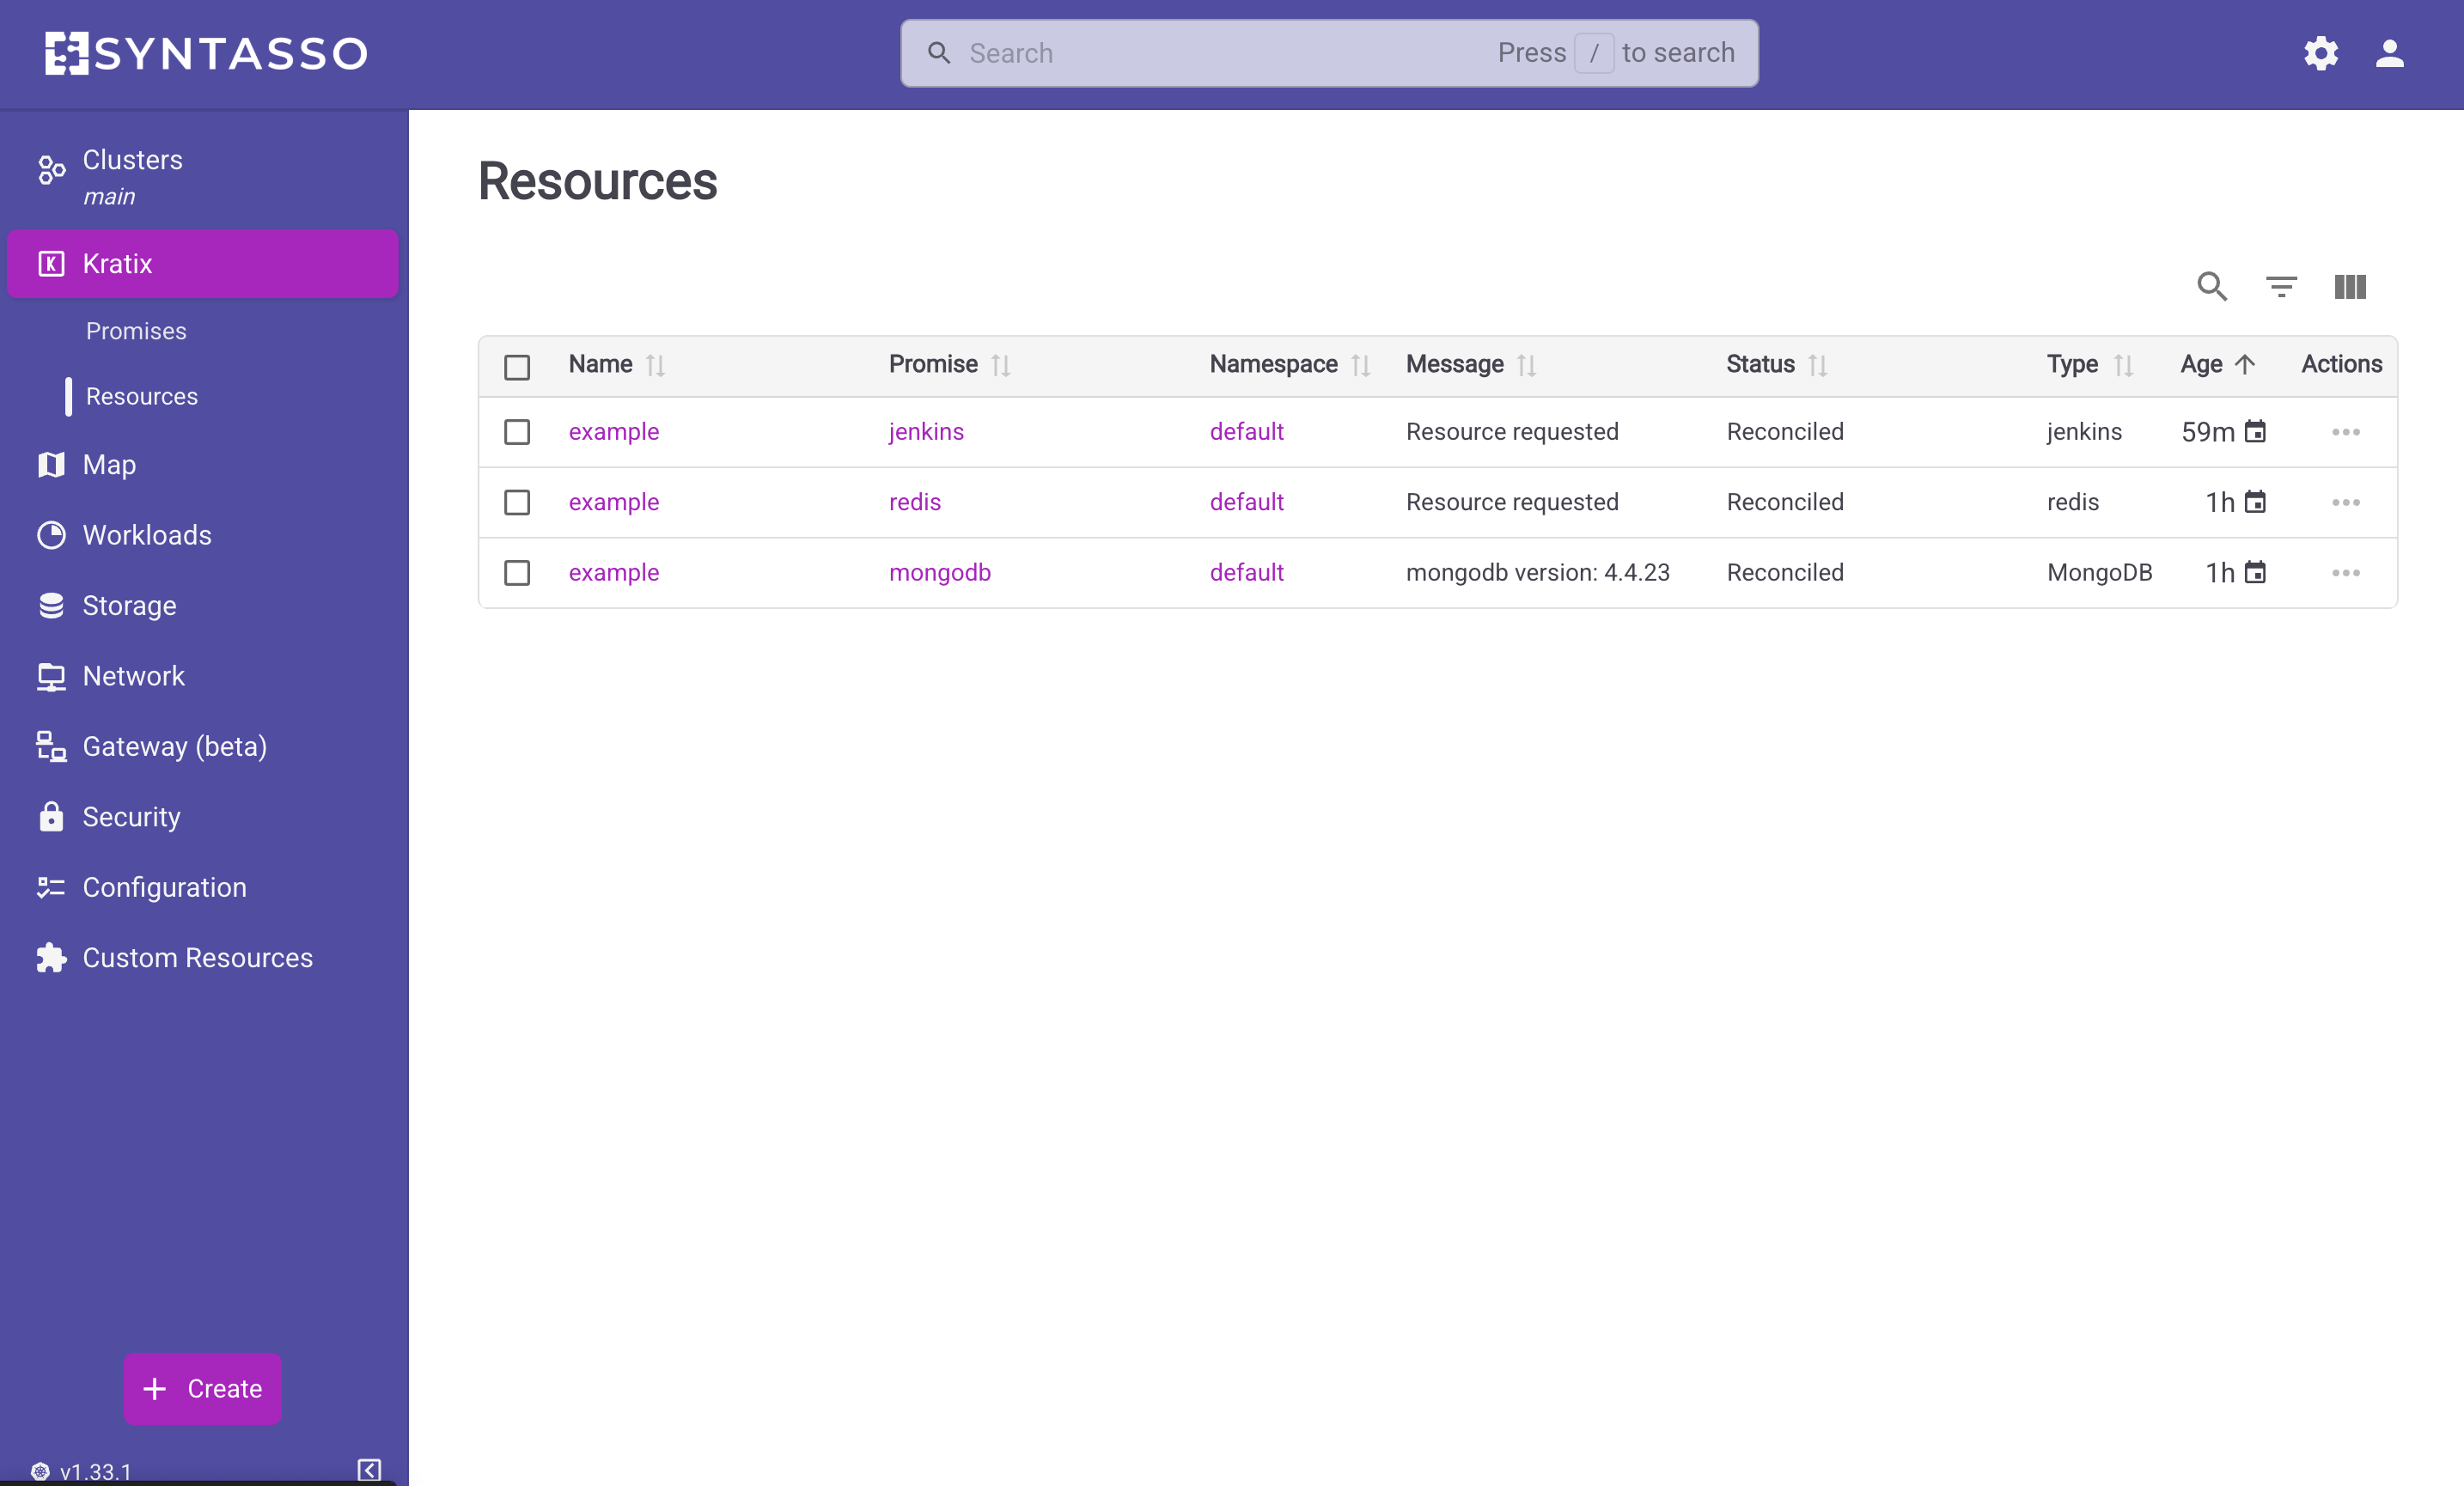 SYNTASSO
Search
Press / to search
Clusters
main
Kratix
Promises
Resources
Map
Workloads
Storage
Network
Gateway (beta)
Security
Configuration
Custom Resources
Create
v1.33.1
Resources
Name Promise Namespace Message Status Type Age Actions
example jenkins default Resource requested Reconciled jenkins 59m
example redis default Resource requested Reconciled redis 1h
example mongodb default mongodb version: 4.4.23 Reconciled MongoDB 1h